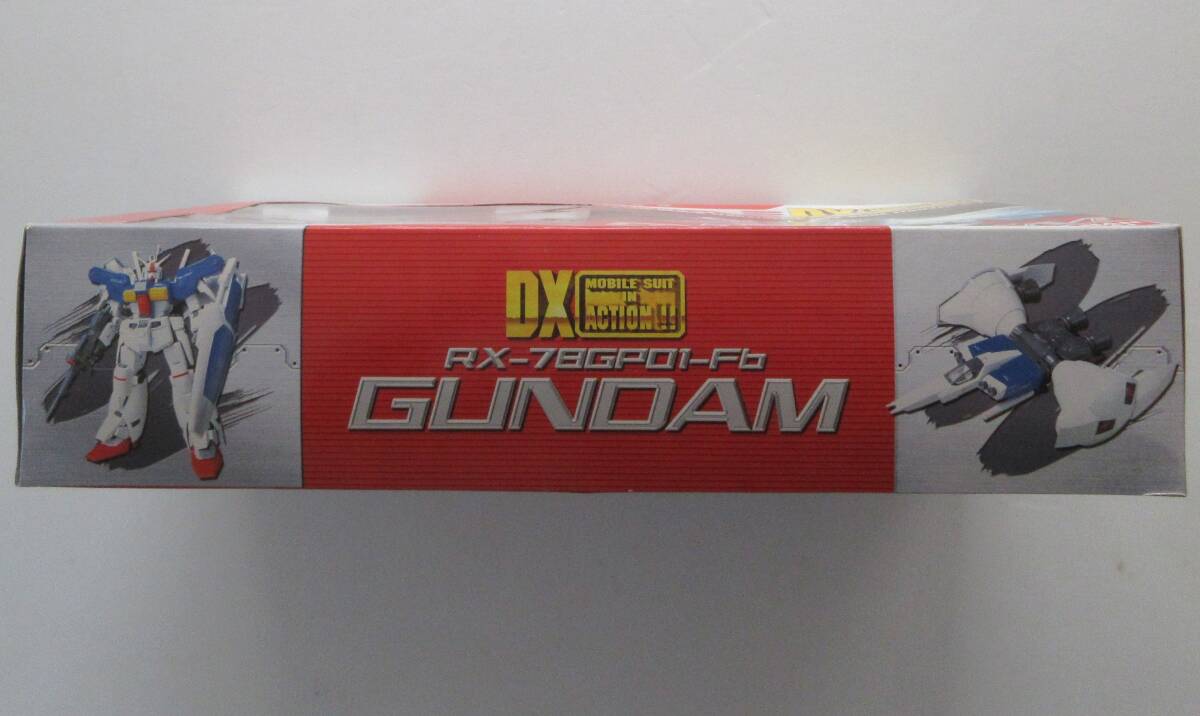 DX MOBILE SUIT
IN
ACTION!!
RX-78GP01-Fb
GUNDAM